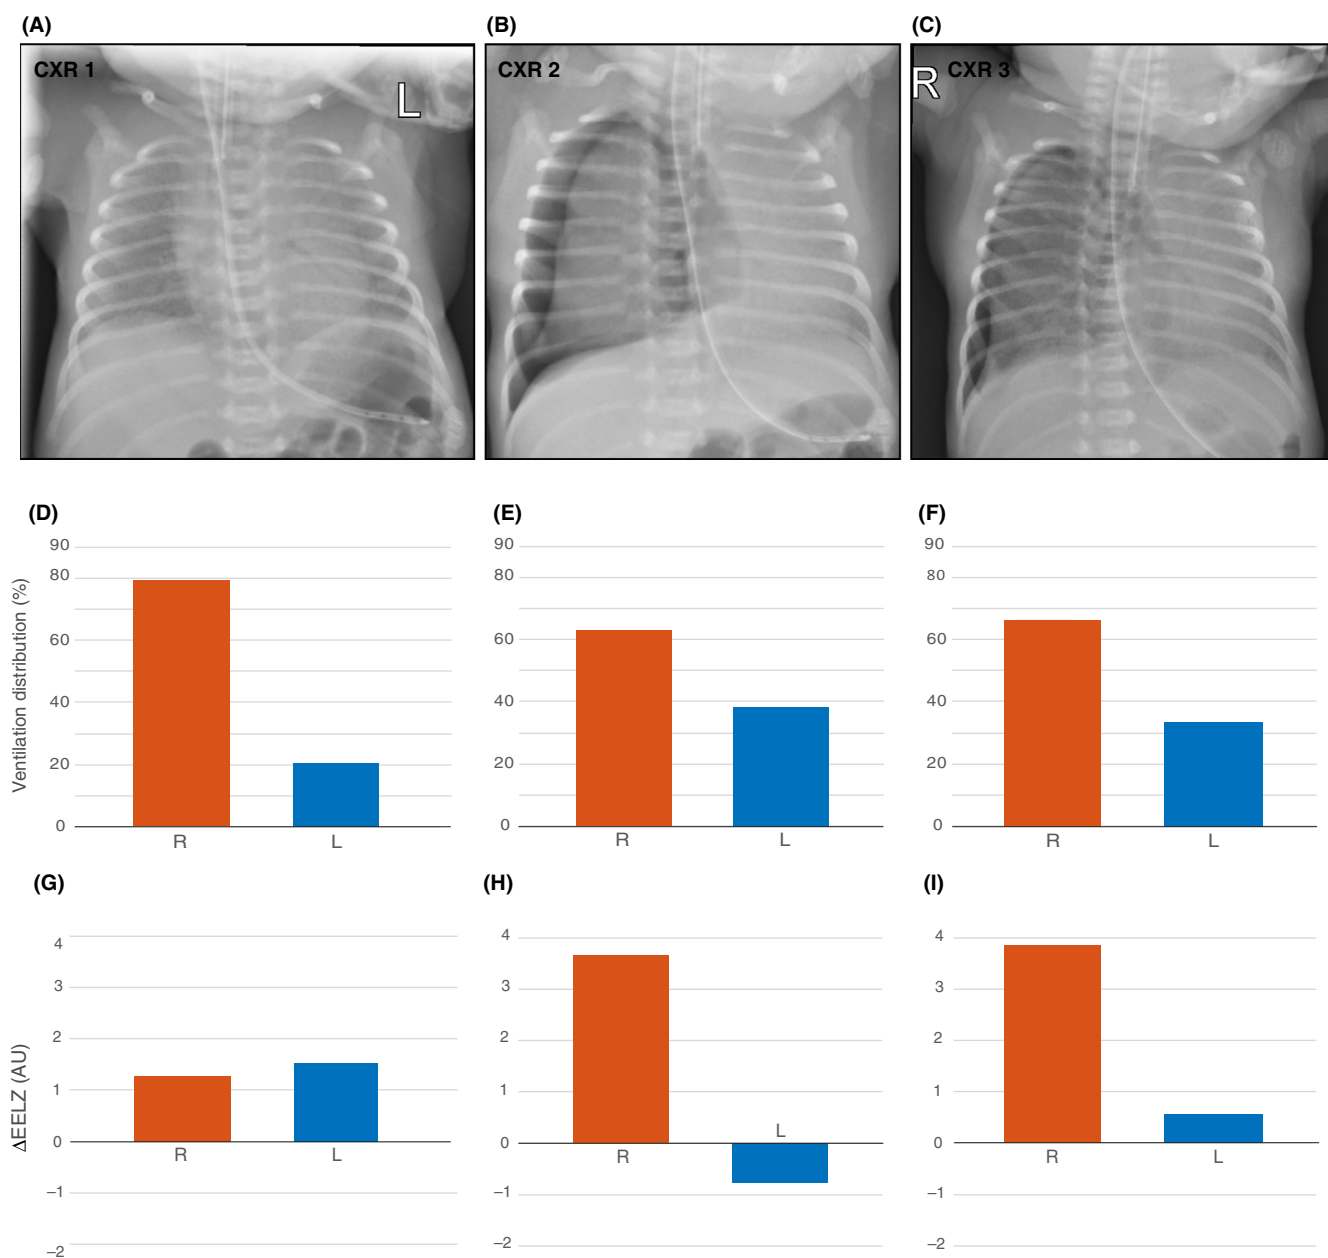 (A)
(B)
(C)
CXR 1
L
CXR 2
R
CXR 3
(D)
(E)
(F)
Ventilation distribution (%)
90
80
60
40
20
0
R
L
90
80
60
40
20
0
R
L
90
80
60
40
20
0
R
L
(G)
(H)
(I)
ΔEELZ (AU)
4
3
2
1
0
–1
–2
R
L
4
3
2
1
0
–1
–2
R
L
4
3
2
1
0
–1
–2
R
L